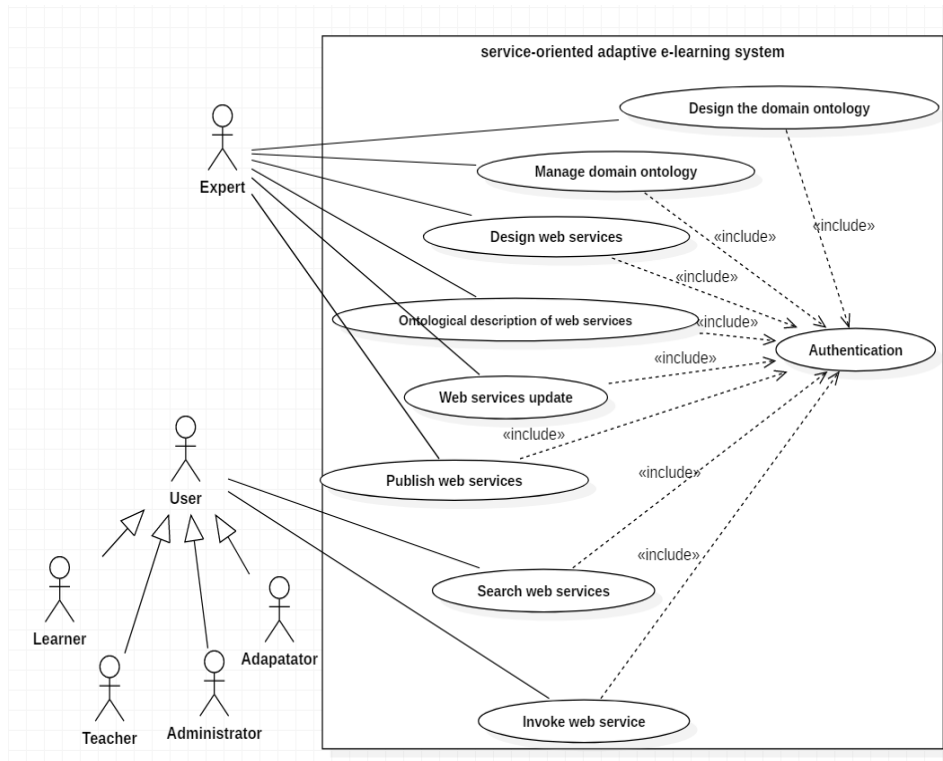 service-oriented adaptive e-learning system
Design the domain ontology
Expert
Manage domain ontology
«include»
Design web services
«include»
«include»
Ontological description of web services
«include»
Authentication
«include»
Web services update
«include»
Publish web services
«include»
User
«include»
Search web services
Learner
Adapatator
Teacher
Administrator
Invoke web service